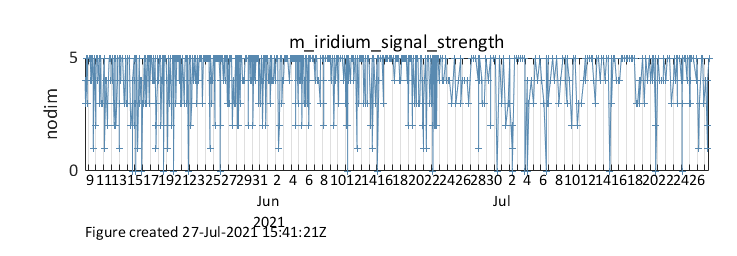 m_iridium_signal_strength
5
nodim
0
9 11 13 15 17 19 21 23 25 27 29 31 2 4 6 8 10 12 14 16 18 20 22 24 26 28 30 2 4 6 8 10 12 14 16 18 20 22 24 26
Jun Jul
2021
Figure created 27-Jul-2021 15:41:21Z